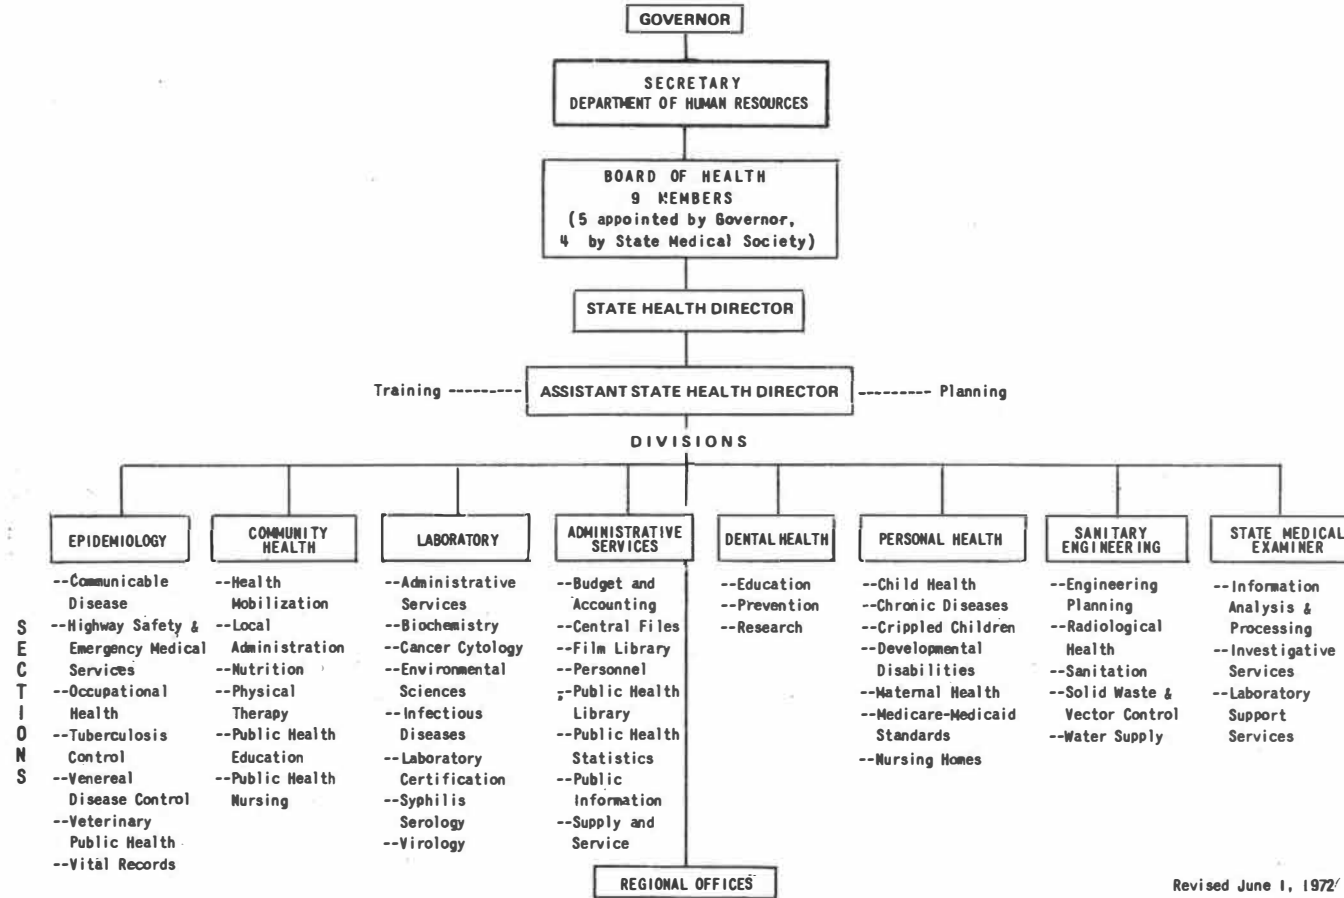 GOVERNOR
SECRETARY
DEPARTMENT OF HUMAN RESOURCES
BOARD OF HEALTH
9 MEMBERS
(5 appointed by Governor,
4 by State Medical Society)
STATE HEALTH DIRECTOR
Training --------- ASSISTANT STATE HEALTH DIRECTOR --------- Planning
DIVISIONS
SECTIONS
EPIDEMIOLOGY
--Communicable
Disease
--Highway Safety &
Emergency Medical
Services
--Occupational
Health
--Tuberculosis
Control
--Venereal
Disease Control
--Veterinary
Public Health
--Vital Records
COMMUNITY
HEALTH
--Health
Mobilization
--Local
Administration
--Nutrition
--Physical
Therapy
--Public Health
Education
--Public Health
Nursing
LABORATORY
--Administrative
Services
--Biochemistry
--Cancer Cytology
--Environmental
Sciences
--Infectious
Diseases
--Laboratory
Certification
--Syphilis
Serology
--Virology
ADMINISTRATIVE
SERVICES
--Budget and
Accounting
--Central Files
--Film Library
--Personnel
--Public Health
Library
--Public Health
Statistics
--Public
Information
--Supply and
Service
DENTAL HEALTH
--Education
--Prevention
--Research
PERSONAL HEALTH
--Child Health
--Chronic Diseases
--Crippled Children
--Developmental
Disabilities
--Maternal Health
--Medicare-Medicaid
Standards
--Nursing Homes
SANITARY
ENGINEERING
--Engineering
Planning
--Radiological
Health
--Sanitation
--Solid Waste &
Vector Control
--Water Supply
STATE MEDICAL
EXAMINER
--Information
Analysis &
Processing
--Investigative
Services
--Laboratory
Support
Services
REGIONAL OFFICES
Revised June 1, 1972